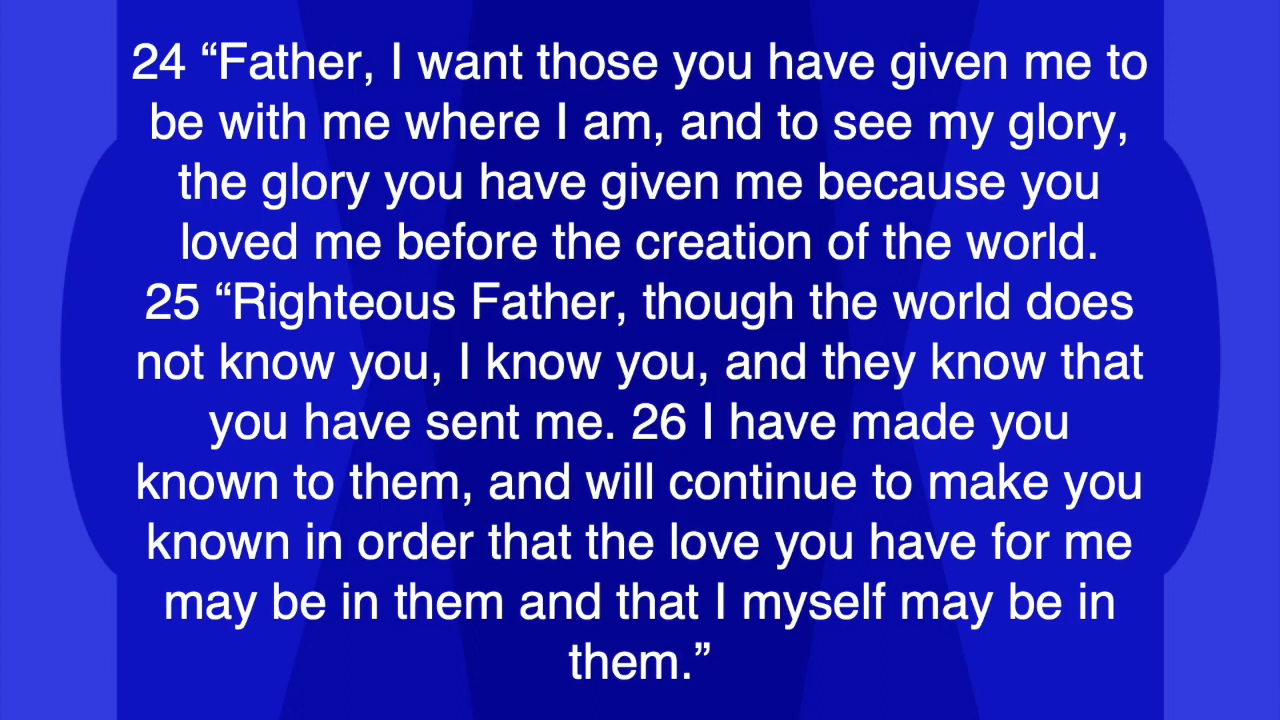 24 “Father, I want those you have given me to
be with me where I am, and to see my glory,
the glory you have given me because you
loved me before the creation of the world.
25 “Righteous Father, though the world does
not know you, I know you, and they know that
you have sent me. 26 I have made you
known to them, and will continue to make you
known in order that the love you have for me
may be in them and that I myself may be in
them.”